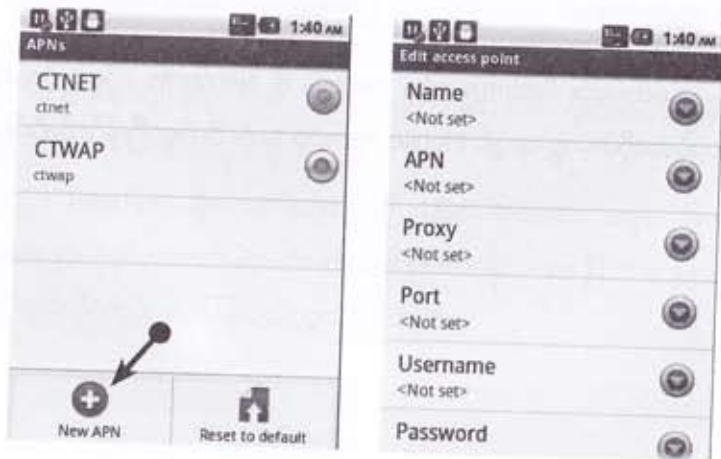 1:40 AM
APNs
CTNET
ctnet
CTWAP
ctwap
New APN
Reset to default
1:40 AM
Edit access point
Name
<Not set>
APN
<Not set>
Proxy
<Not set>
Port
<Not set>
Username
<Not set>
Password